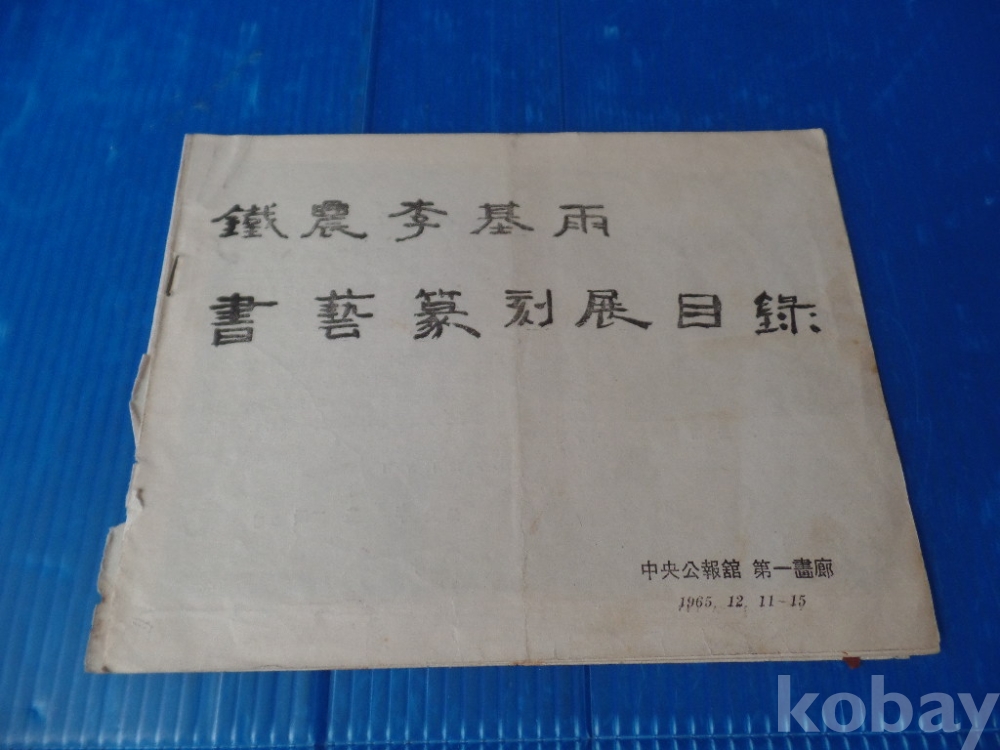 鐵農李基雨
書藝篆刻展目錄
中央公報舘 第一畫廊
1965. 12. 11-15
kobay